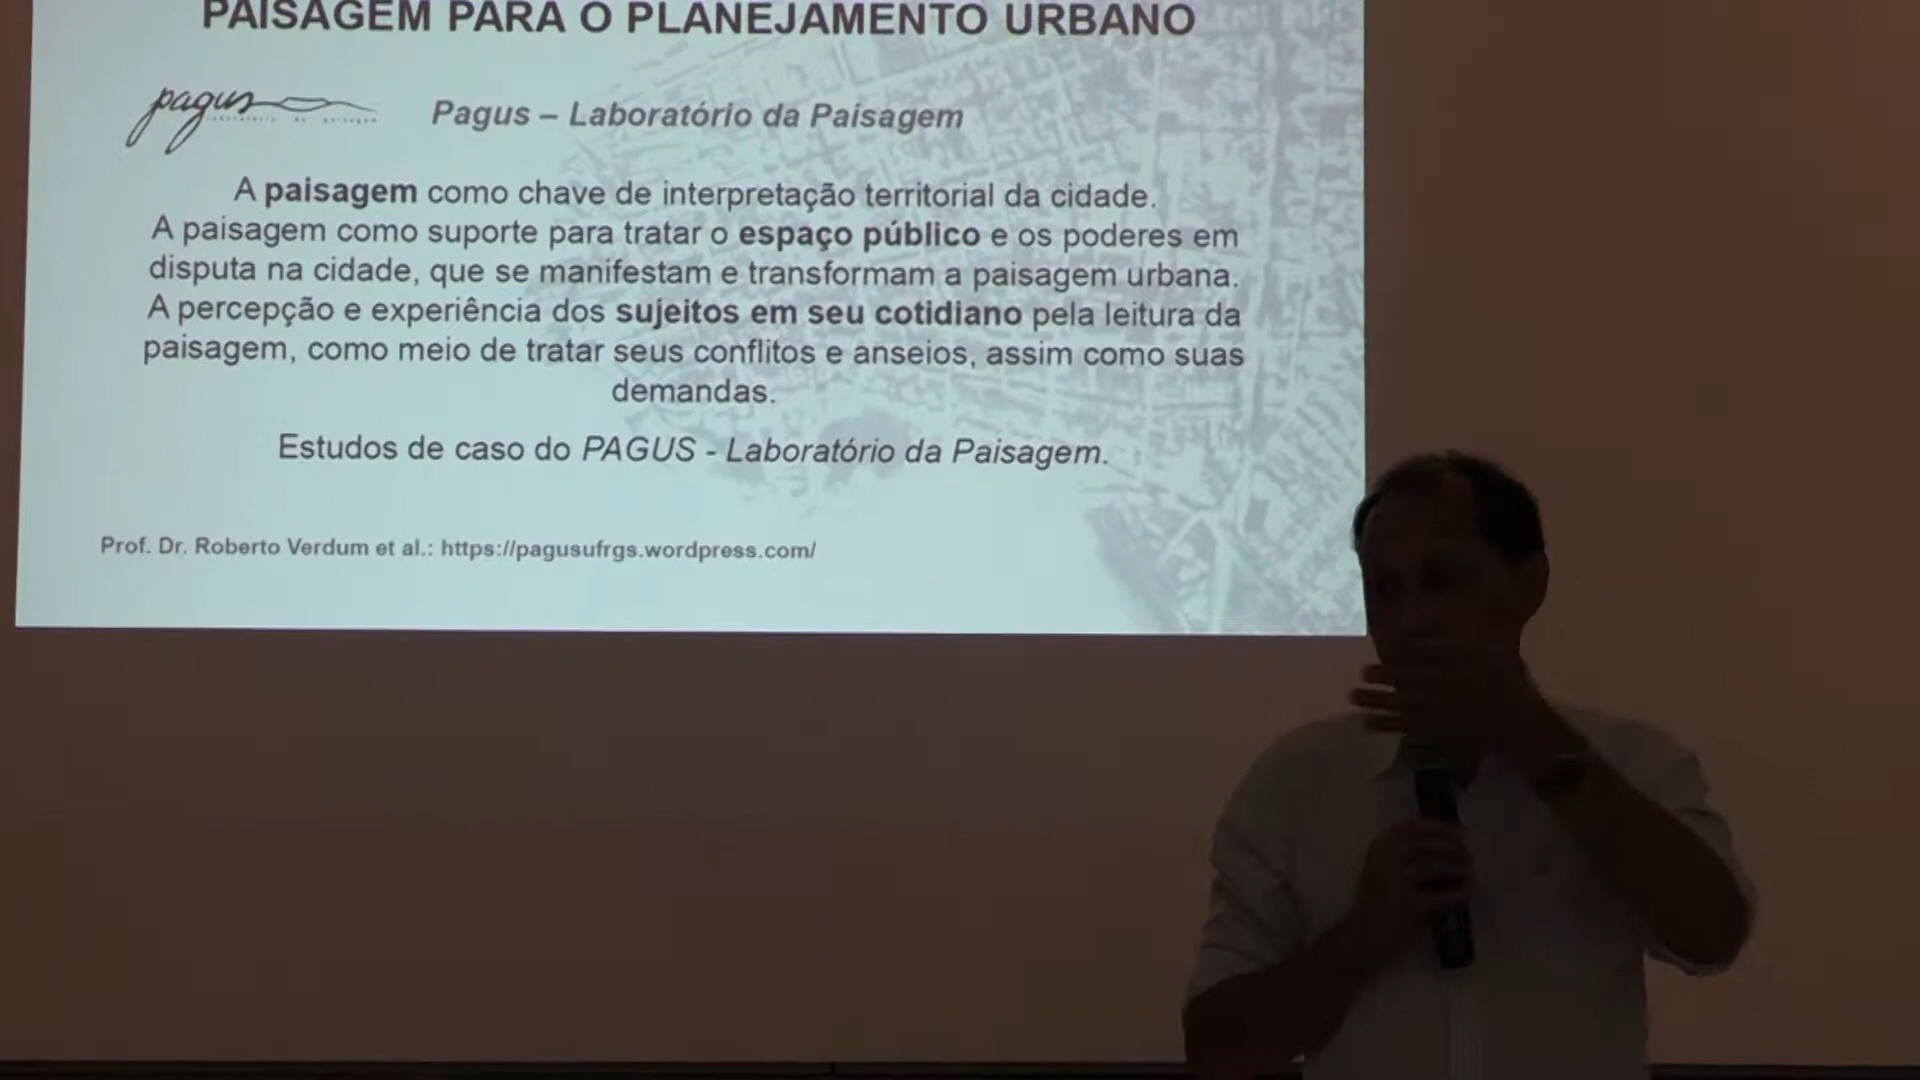 PAISAGEM PARA O PLANEJAMENTO URBANO
pagus
Pagus – Laboratório da Paisagem
A paisagem como chave de interpretação territorial da cidade.
A paisagem como suporte para tratar o espaço público e os poderes em
disputa na cidade, que se manifestam e transformam a paisagem urbana.
A percepção e experiência dos sujeitos em seu cotidiano pela leitura da
paisagem, como meio de tratar seus conflitos e anseios, assim como suas
demandas.
Estudos de caso do PAGUS - Laboratório da Paisagem.
Prof. Dr. Roberto Verdum et al.: https://pagusufrgs.wordpress.com/